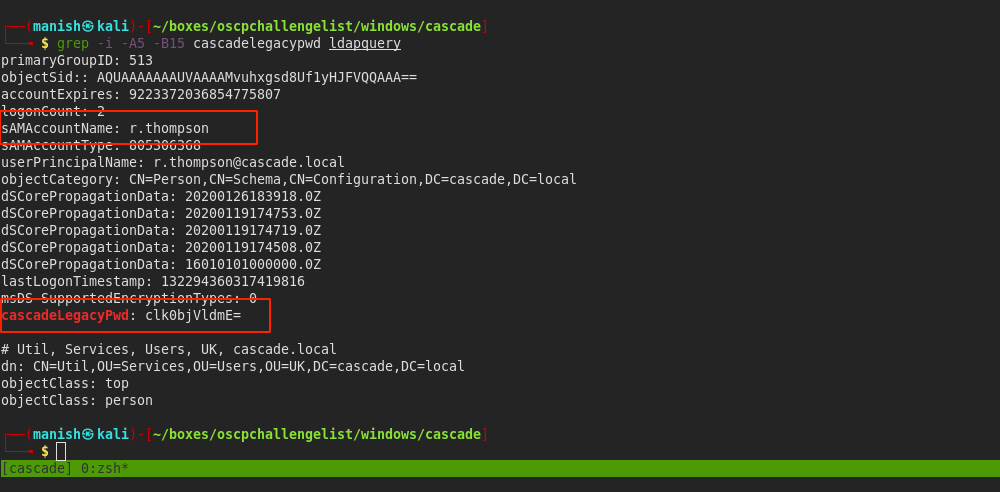 ┌──(manish㉿kali)-[~/boxes/oscpchallengelist/windows/cascade]
└─• $ grep -i -A5 -B15 cascadelegacypwd ldapquery
primaryGroupID: 513
objectSid:: AQUAAAAAAAUVAAAAMvuhxgsd8Uf1yHJFVQQAAA==
accountExpires: 9223372036854775807
logonCount: 2
sAMAccountName: r.thompson
sAMAccountType: 805306368
userPrincipalName: r.thompson@cascade.local
objectCategory: CN=Person,CN=Schema,CN=Configuration,DC=cascade,DC=local
dSCorePropagationData: 20200126183918.0Z
dSCorePropagationData: 20200119174753.0Z
dSCorePropagationData: 20200119174719.0Z
dSCorePropagationData: 20200119174508.0Z
dSCorePropagationData: 16010101000000.0Z
lastLogonTimestamp: 132294360317419816
msDS-SupportedEncryptionTypes: 0
cascadeLegacyPwd: clk0bjVldmE=
# Util, Services, Users, UK, cascade.local
dn: CN=Util,OU=Services,OU=Users,OU=UK,DC=cascade,DC=local
objectClass: top
objectClass: person
┌──(manish㉿kali)-[~/boxes/oscpchallengelist/windows/cascade]
└─• $
[cascade] 0:zsh*